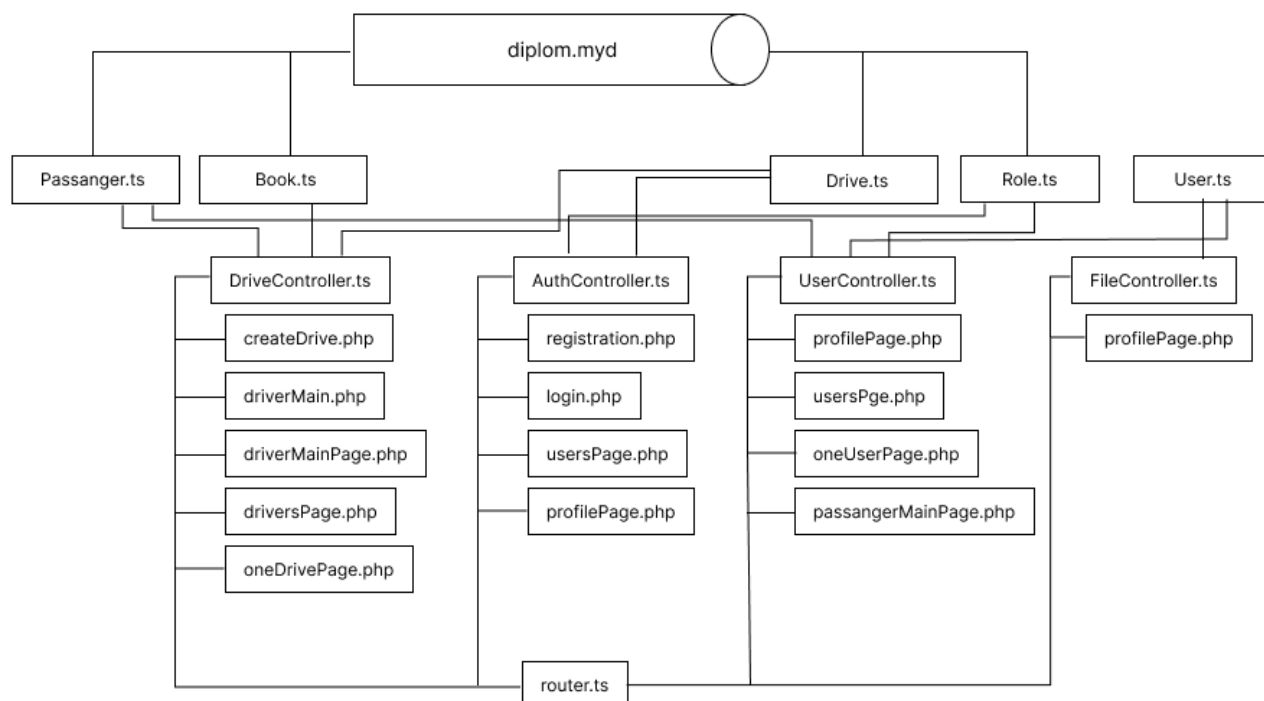 diplom.myd
Passanger.ts
Book.ts
Drive.ts
Role.ts
User.ts
DriveController.ts
AuthController.ts
UserController.ts
FileController.ts
createDrive.php
registration.php
profilePage.php
profilePage.php
driverMain.php
login.php
usersPge.php
driverMainPage.php
usersPage.php
oneUserPage.php
driversPage.php
profilePage.php
passangerMainPage.php
oneDrivePage.php
router.ts